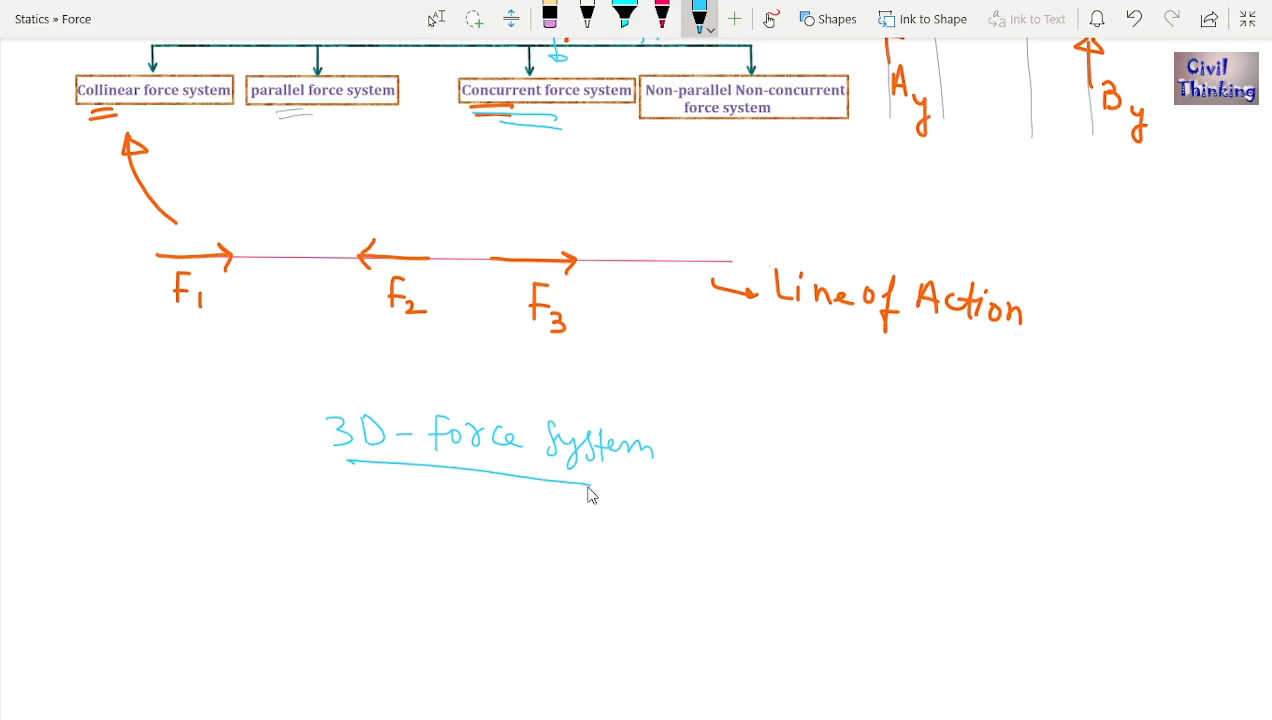 Statics » Force
Shapes
Ink to Shape
Ink to Text
Collinear force system
parallel force system
Concurrent force system
Non-parallel Non-concurrent
force system
Ay
By
Civil
Thinking
F1
F2
F3
Line of Action
3D - force system